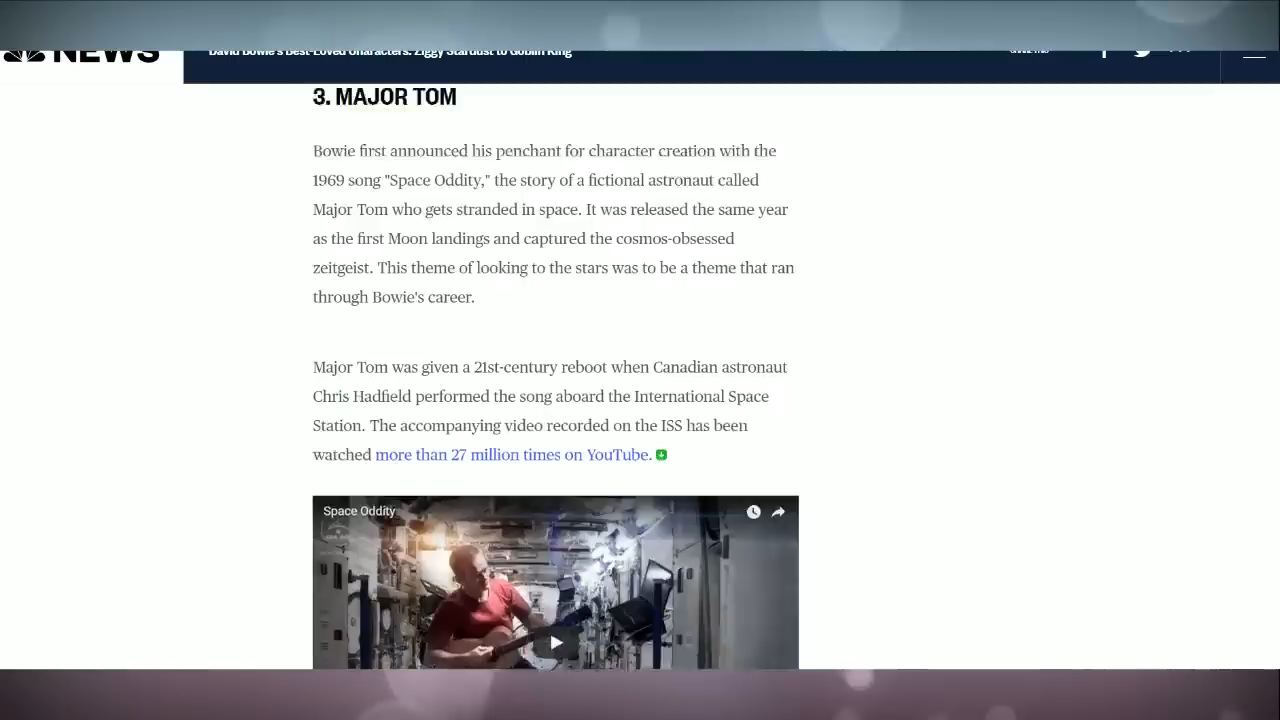 NEWS
David Bowie's Best-Loved Characters: Ziggy Stardust to Goblin King
3. MAJOR TOM
Bowie first announced his penchant for character creation with the
1969 song "Space Oddity," the story of a fictional astronaut called
Major Tom who gets stranded in space. It was released the same year
as the first Moon landings and captured the cosmos-obsessed
zeitgeist. This theme of looking to the stars was to be a theme that ran
through Bowie's career.
Major Tom was given a 21st-century reboot when Canadian astronaut
Chris Hadfield performed the song aboard the International Space
Station. The accompanying video recorded on the ISS has been
watched more than 27 million times on YouTube.
Space Oddity